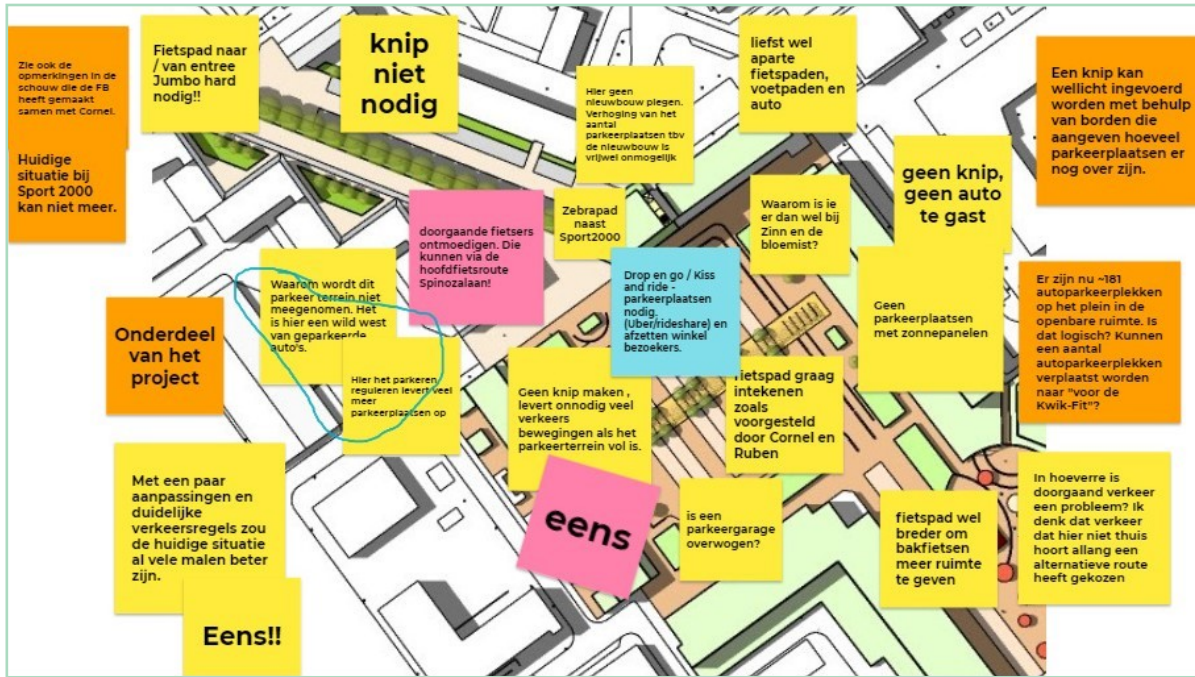 Zie ook de
opmerkingen in de
schouw die de FB
heeft gemaakt
samen met Cornel.
Huidige
situatie bij
Sport 2000
kan niet meer.
Fietspad naar
/ van entree
Jumbo hard
nodig!!
knip
niet
nodig
Hier geen
nieuwbouw plegen.
Verhoging van het
aantal
parkeerplaatsen tbv
de nieuwbouw is
vrijwel onmogelijk
liefst wel
aparte
fietspaden,
voetpaden en
auto
Een knip kan
wellicht ingevoerd
worden met behulp
van borden die
aangeven hoeveel
parkeerplaatsen er
nog over zijn.
geen knip,
geen auto
te gast
doorgaande fietsers
ontmoedigen. Die
kunnen via de
hoofdfietsroute
Spinozalaan!
Zebrapad
naast
Sport2000
Waarom is ie
er dan wel bij
Zinn en de
bloemist?
Waarom wordt dit
parkeer terrein niet
meegenomen. Het
is hier een wild west
van geparkeerde
auto's.
Drop en go / Kiss
and ride -
parkeerplaatsen
nodig.
(Uber/rideshare) en
afzetten winkel
bezoekers.
Geen
parkeerplaatsen
met zonnepanelen
Er zijn nu ~181
autoparkeerplekken
op het plein in de
openbare ruimte. Is
dat logisch? Kunnen
een aantal
autoparkeerplekken
verplaatst worden
naar "voor de
Kwik-Fit"?
Onderdeel
van het
project
Hier het parkeren
reguleren levert veel
meer
parkeerplaatsen op
Geen knip maken ,
levert onnodig veel
verkeers
bewegingen als het
parkeerterrein vol is.
fietspad graag
intekenen
zoals
voorgesteld
door Cornel en
Ruben
Met een paar
aanpassingen en
duidelijke
verkeersregels zou
de huidige situatie
al vele malen beter
zijn.
Eens!!
eens
is een
parkeergarage
overwogen?
fietspad wel
breder om
bakfietsen
meer ruimte
te geven
In hoeverre is
doorgaand verkeer
een probleem? Ik
denk dat verkeer
dat hier niet thuis
hoort allang een
alternatieve route
heeft gekozen